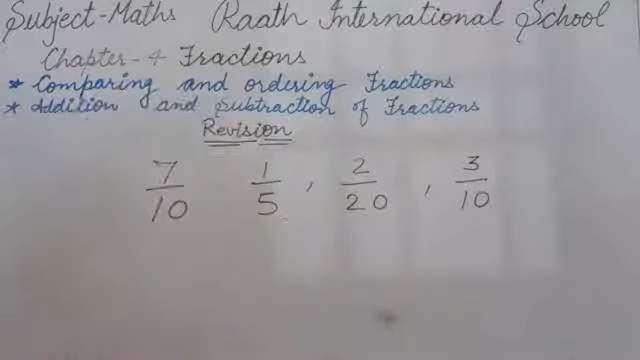 Subject-Maths Raath International School
Chapter-4 Fractions
* Comparing and ordering Fractions
* Addition and Subtraction of Fractions
Revision
7/10 1/5 , 2/20 , 3/10